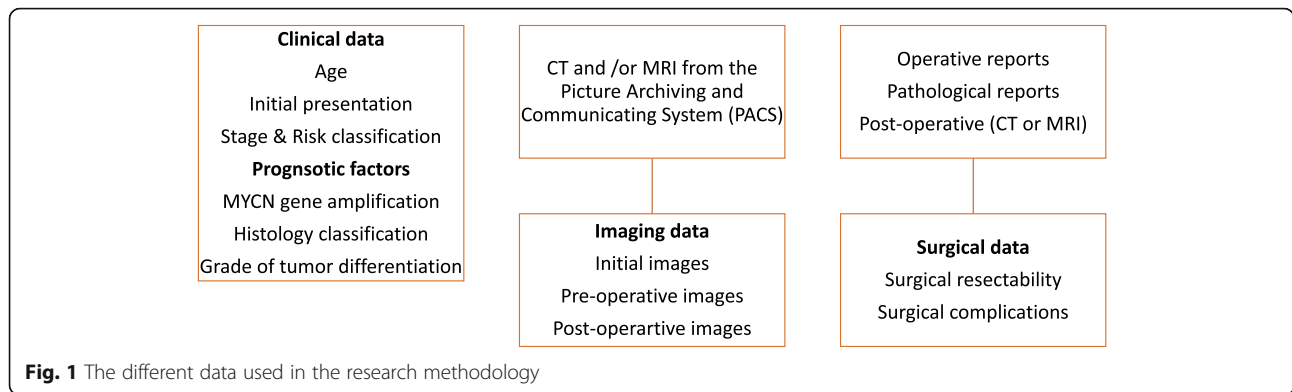 Clinical data
Age
Initial presentation
Stage & Risk classification
Prognsotic factors
MYCN gene amplification
Histology classification
Grade of tumor differentiation
CT and /or MRI from the
Picture Archiving and
Communicating System (PACS)
Imaging data
Initial images
Pre-operative images
Post-operartive images
Operative reports
Pathological reports
Post-operative (CT or MRI)
Surgical data
Surgical resectability
Surgical complications
Fig. 1 The different data used in the research methodology